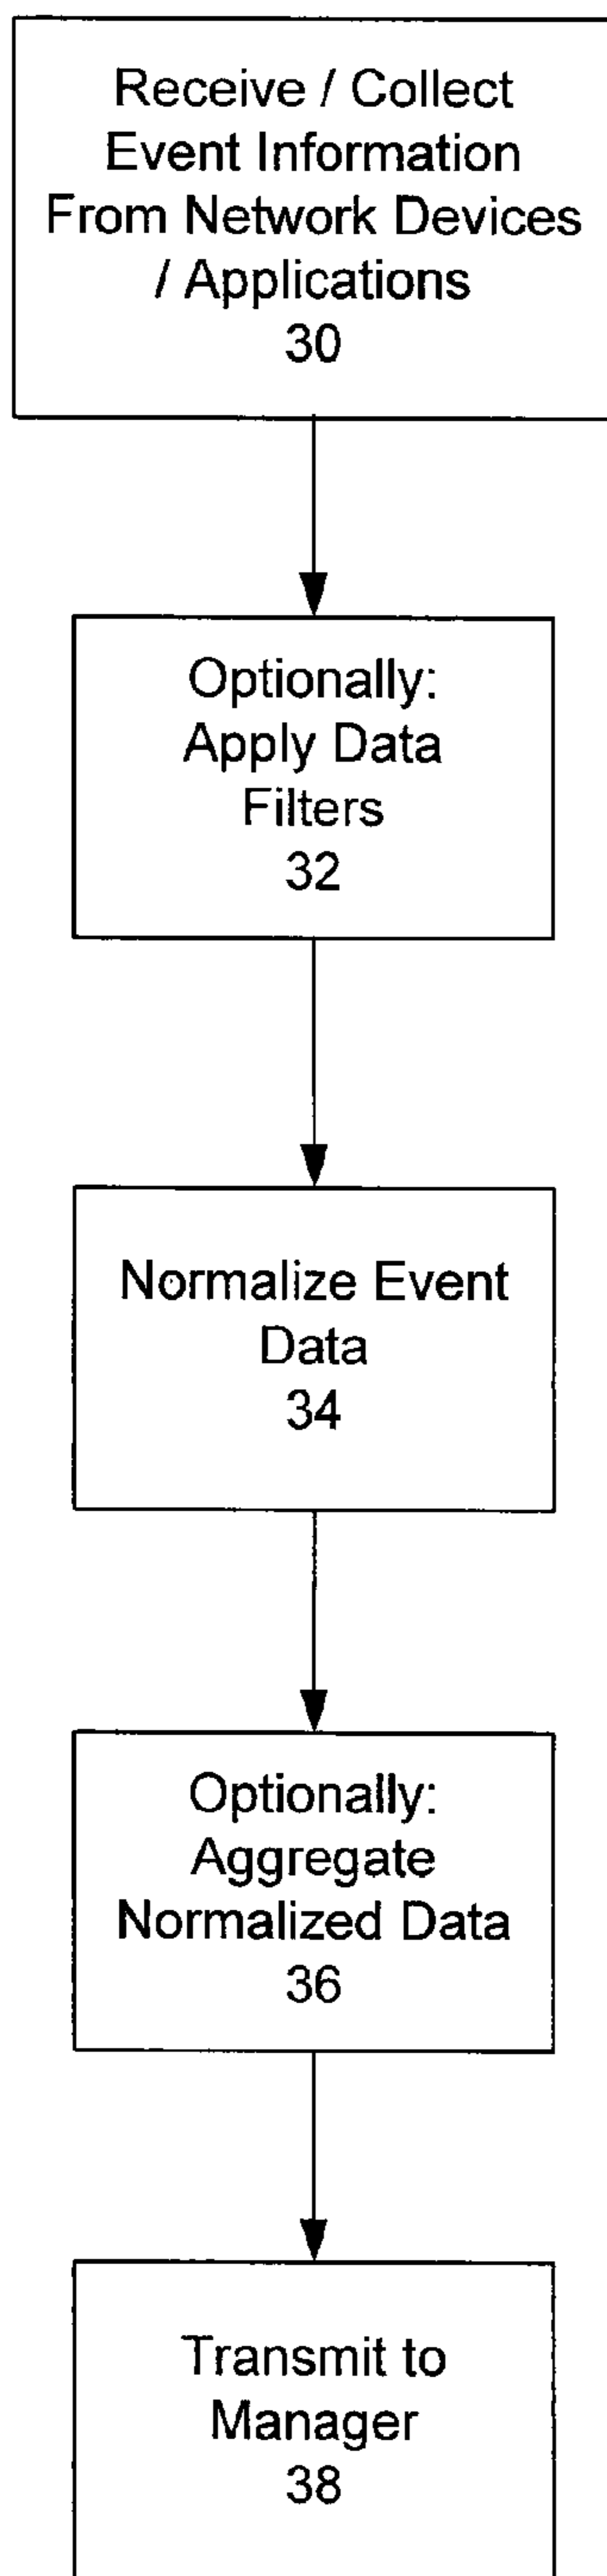 Receive / Collect
Event Information
From Network Devices
/ Applications
30
Optionally:
Apply Data
Filters
32
Normalize Event
Data
34
Optionally:
Aggregate
Normalized Data
36
Transmit to
Manager
38